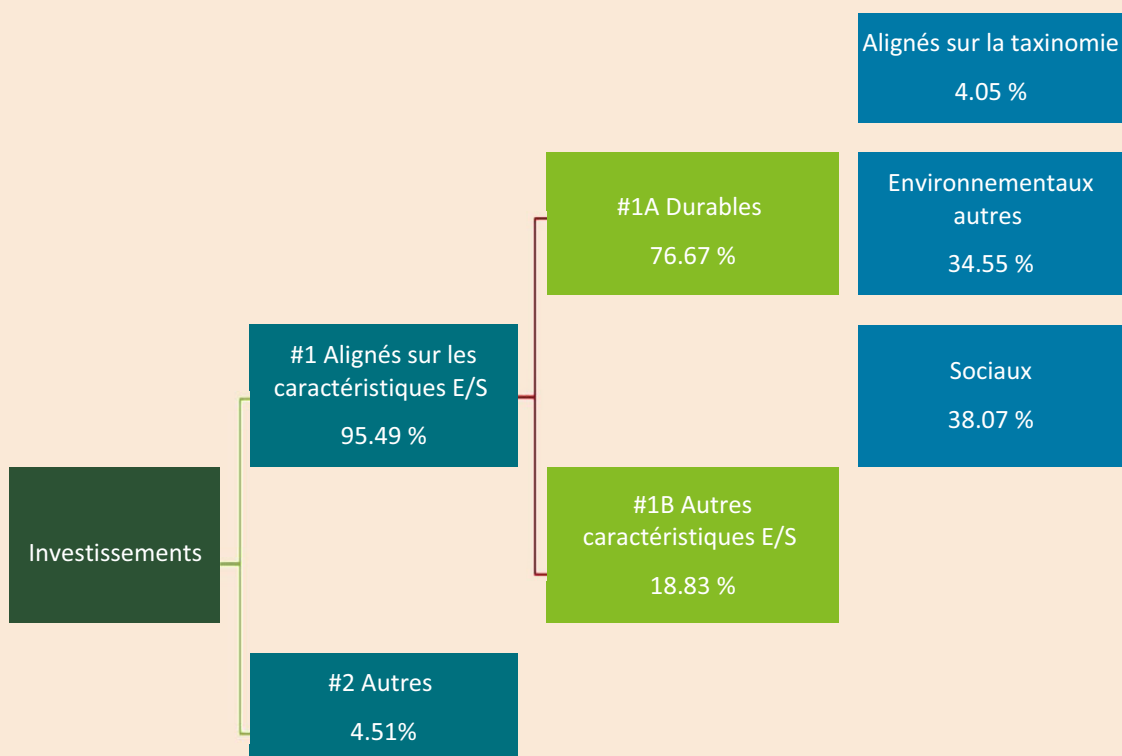 Alignés sur la taxinomie
4.05 %
#1A Durables
76.67 %
Environnementaux
autres
34.55 %
#1 Alignés sur les
caractéristiques E/S
95.49 %
Sociaux
38.07 %
Investissements
#1B Autres
caractéristiques E/S
18.83 %
#2 Autres
4.51%